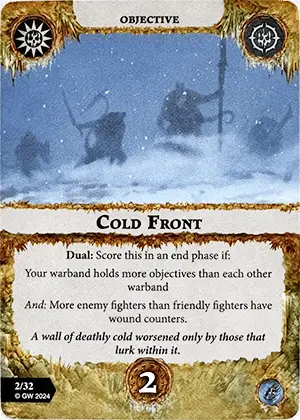 OBJECTIVE
COLD FRONT
Dual: Score this in an end phase if:
Your warband holds more objectives than each other
warband
And: More enemy fighters than friendly fighters have
wound counters.
A wall of deathly cold worsened only by those that
lurk within it.
2/32
© GW 2024
2